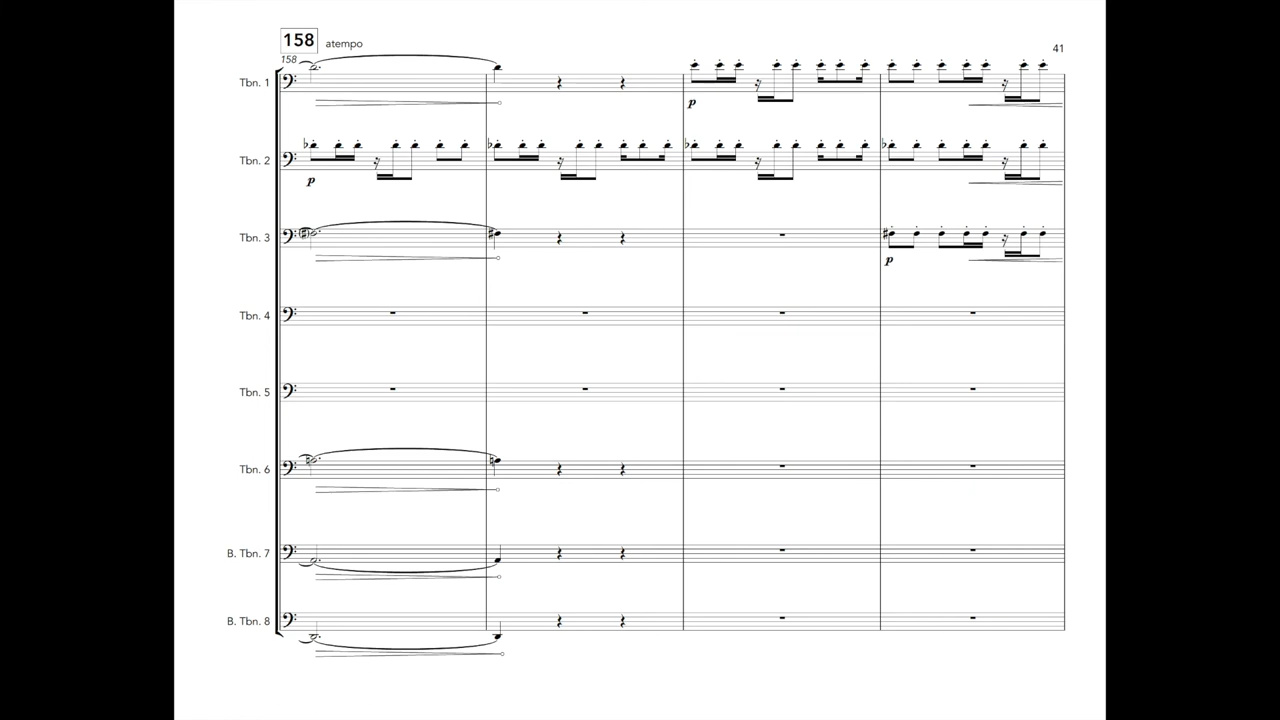 158 atempo
41
158
Tbn. 1
p
Tbn. 2
p
Tbn. 3
p
Tbn. 4
Tbn. 5
Tbn. 6
B. Tbn. 7
B. Tbn. 8